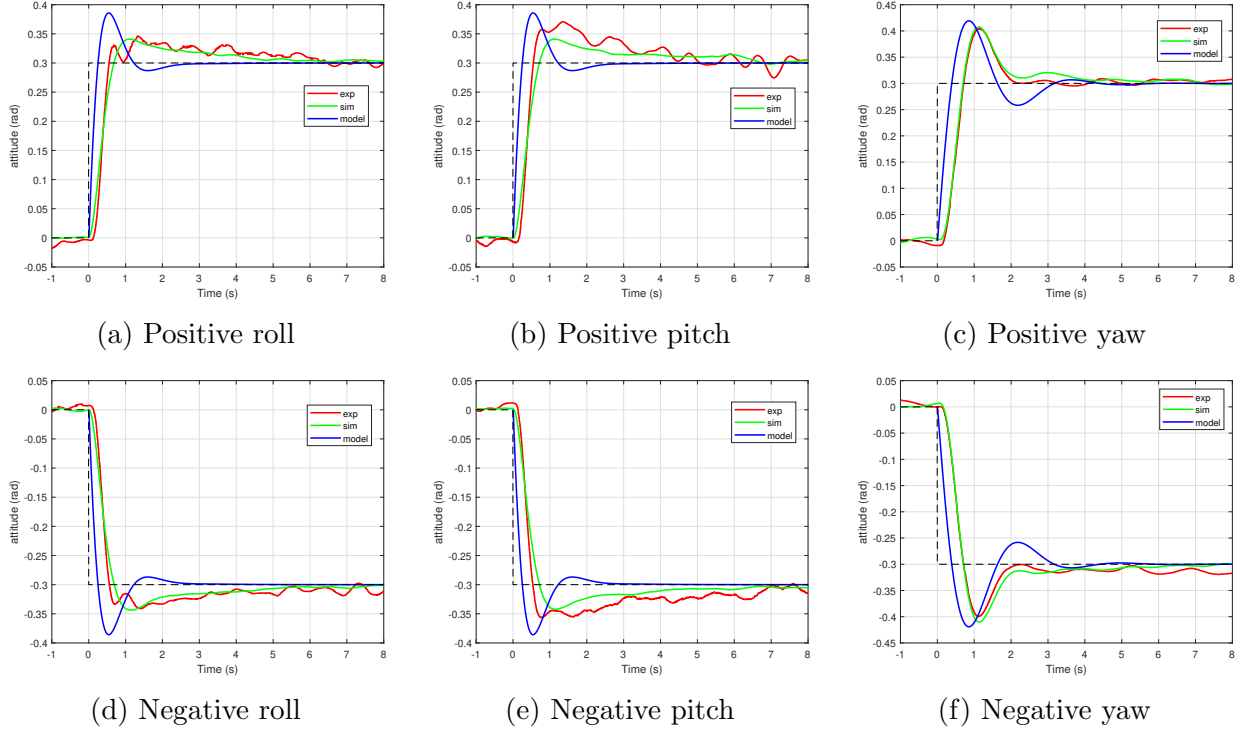 0.4
0.35
0.3
0.25
0.2
0.15
0.1
0.05
0
-0.05
attitude (rad)
exp
sim
model
-1 0 1 2 3 4 5 6 7 8
Time (s)
(a) Positive roll
0.4
0.35
0.3
0.25
0.2
0.15
0.1
0.05
0
-0.05
attitude (rad)
exp
sim
model
-1 0 1 2 3 4 5 6 7 8
Time (s)
(b) Positive pitch
0.45
0.4
0.35
0.3
0.25
0.2
0.15
0.1
0.05
0
-0.05
attitude (rad)
exp
sim
model
-1 0 1 2 3 4 5 6 7 8
Time (s)
(c) Positive yaw
0.05
0
-0.05
-0.1
-0.15
-0.2
-0.25
-0.3
-0.35
-0.4
attitude (rad)
exp
sim
model
-1 0 1 2 3 4 5 6 7 8
Time (s)
(d) Negative roll
0.05
0
-0.05
-0.1
-0.15
-0.2
-0.25
-0.3
-0.35
-0.4
attitude (rad)
exp
sim
model
-1 0 1 2 3 4 5 6 7 8
Time (s)
(e) Negative pitch
0.05
0
-0.05
-0.1
-0.15
-0.2
-0.25
-0.3
-0.35
-0.4
-0.45
attitude (rad)
exp
sim
model
-1 0 1 2 3 4 5 6 7 8
Time (s)
(f) Negative yaw